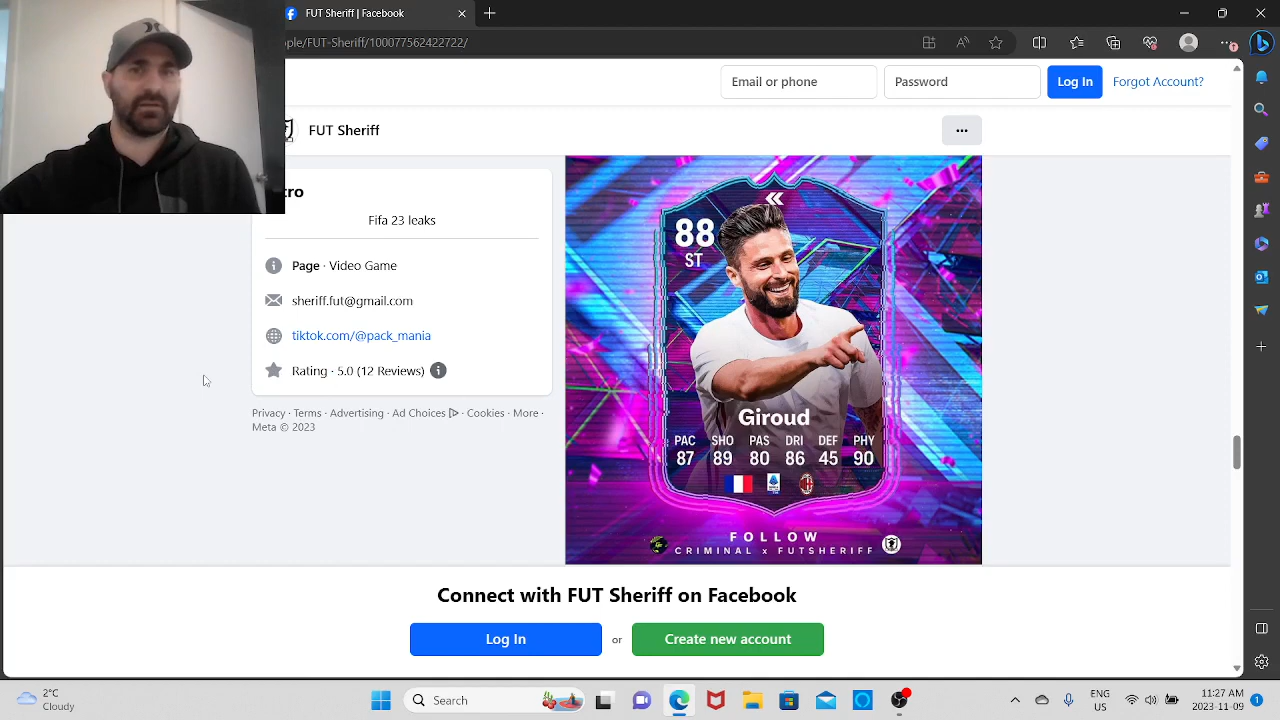 FUT Sheriff | Facebook
ople/FUT-Sheriff/100077562422722/
Email or phone
Password
Log In
Forgot Account?
FUT Sheriff
...
tro
Fifa 23 leaks
Page · Video Game
sheriff.fut@gmail.com
tiktok.com/@pack_mania
Rating · 5.0 (12 Reviews)
Privacy · Terms · Advertising · Ad Choices · Cookies · More ·
Meta © 2023
88
ST
Giroud
PAC SHO PAS DRI DEF PHY
87 89 80 86 45 90
FOLLOW
CRIMINAL x FUTSHERIFF
Connect with FUT Sheriff on Facebook
Log In
or
Create new account
2°C
Cloudy
Search
ENG
US
11:27 AM
2023-11-09
1